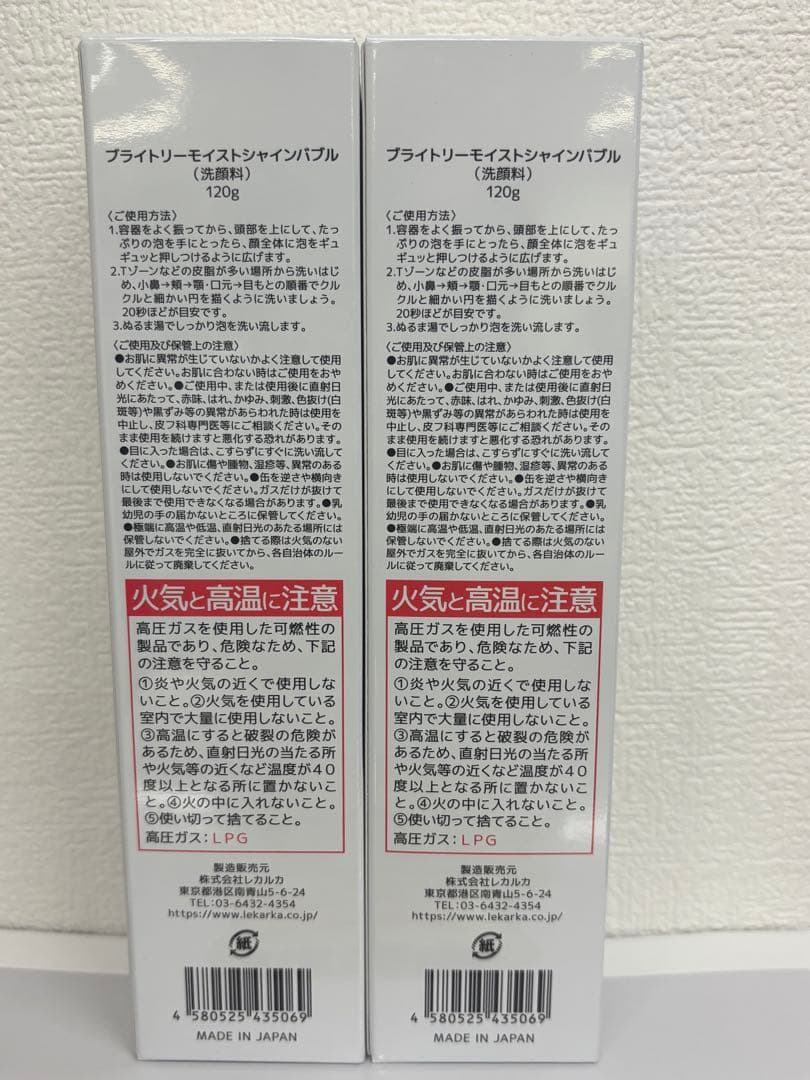 ブライトリーモイストシャインバブル
（洗顔料）
120g
〈ご使用方法〉
1.容器をよく振ってから、頭部を上にして、たっ
ぷりの泡を手にとったら、顔全体に泡をギュ
ギュッと押しつけるように広げます。
2.Tゾーンなどの皮脂が多い場所から洗いはじ
め、小鼻→頬→顎・口元→目もとの順番でクル
クルと細かい円を描くように洗いましょう。
20秒ほどが目安です。
3.ぬるま湯でしっかり泡を洗い流します。
〈ご使用及び保管上の注意〉
●お肌に異常が生じていないかよく注意して使用
してください。お肌に合わない時はご使用をおや
めください。●ご使用中、または使用後に直射日
光にあたって、赤味、はれ、かゆみ、刺激、色抜け(白
斑等)や黒ずみ等の異常があらわれた時は使用を
中止し、皮フ科専門医等にご相談ください。その
まま使用を続けますと悪化する恐れがあります。
●目に入った場合は、こすらずにすぐに洗い流して
ください。●お肌に傷や腫物、湿疹等、異常のある
時は使用しないでください。●缶を逆さや横向き
にして使用しないでください。ガスだけが抜けて
最後まで使用できなくなる場合があります。●乳
幼児の手の届かないところに保管してください。
●極端に高温や低温、直射日光のあたる場所には
保管しないでください。●捨てる際は火気のない
屋外でガスを完全に抜いてから、各自治体のルー
ルに従って廃棄してください。
火気と高温に注意
高圧ガスを使用した可燃性の
製品であり、危険なため、下記
の注意を守ること。
①炎や火気の近くで使用しな
いこと。②火気を使用している
室内で大量に使用しないこと。
③高温にすると破裂の危険が
あるため、直射日光の当たる所
や火気等の近くなど温度が40
度以上となる所に置かないこ
と。④火の中に入れないこと。
⑤使い切って捨てること。
高圧ガス：LPG
製造販売元
株式会社レカルカ
東京都港区南青山5-6-24
TEL:03-6432-4354
https://www.lekarka.co.jp/
紙
4 580525 435069
MADE IN JAPAN
ブライトリーモイストシャインバブル
（洗顔料）
120g
〈ご使用方法〉
1.容器をよく振ってから、頭部を上にして、たっ
ぷりの泡を手にとったら、顔全体に泡をギュ
ギュッと押しつけるように広げます。
2.Tゾーンなどの皮脂が多い場所から洗いはじ
め、小鼻→頬→顎・口元→目もとの順番でクル
クルと細かい円を描くように洗いましょう。
20秒ほどが目安です。
3.ぬるま湯でしっかり泡を洗い流します。
〈ご使用及び保管上の注意〉
●お肌に異常が生じていないかよく注意して使用
してください。お肌に合わない時はご使用をおや
めください。●ご使用中、または使用後に直射日
光にあたって、赤味、はれ、かゆみ、刺激、色抜け(白
斑等)や黒ずみ等の異常があらわれた時は使用を
中止し、皮フ科専門医等にご相談ください。その
まま使用を続けますと悪化する恐れがあります。
●目に入った場合は、こすらずにすぐに洗い流して
ください。●お肌に傷や腫物、湿疹等、異常のある
時は使用しないでください。●缶を逆さや横向き
にして使用しないでください。ガスだけが抜けて
最後まで使用できなくなる場合があります。●乳
幼児の手の届かないところに保管してください。
●極端に高温や低温、直射日光のあたる場所には
保管しないでください。●捨てる際は火気のない
屋外でガスを完全に抜いてから、各自治体のルー
ルに従って廃棄してください。
火気と高温に注意
高圧ガスを使用した可燃性の
製品であり、危険なため、下記
の注意を守ること。
①炎や火気の近くで使用しな
いこと。②火気を使用している
室内で大量に使用しないこと。
③高温にすると破裂の危険が
あるため、直射日光の当たる所
や火気等の近くなど温度が40
度以上となる所に置かないこ
と。④火の中に入れないこと。
⑤使い切って捨てること。
高圧ガス：LPG
製造販売元
株式会社レカルカ
東京都港区南青山5-6-24
TEL:03-6432-4354
https://www.lekarka.co.jp/
紙
4 580525 435069
MADE IN JAPAN